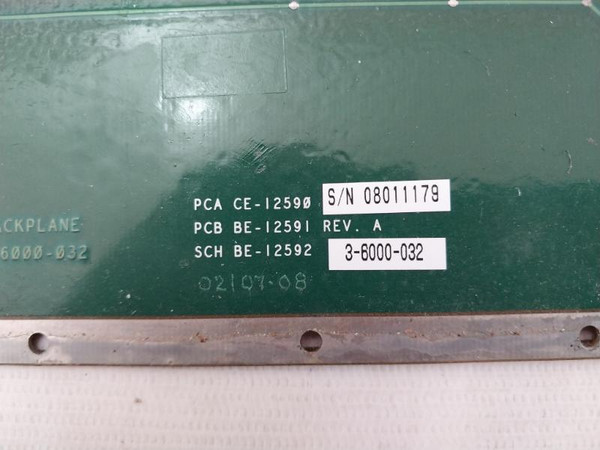 PCA CE-12590 S/N 08011179
PCB BE-12591 REV. A
SCH BE-12592 3-6000-032
02107-08
ACKPLANE
6000-032